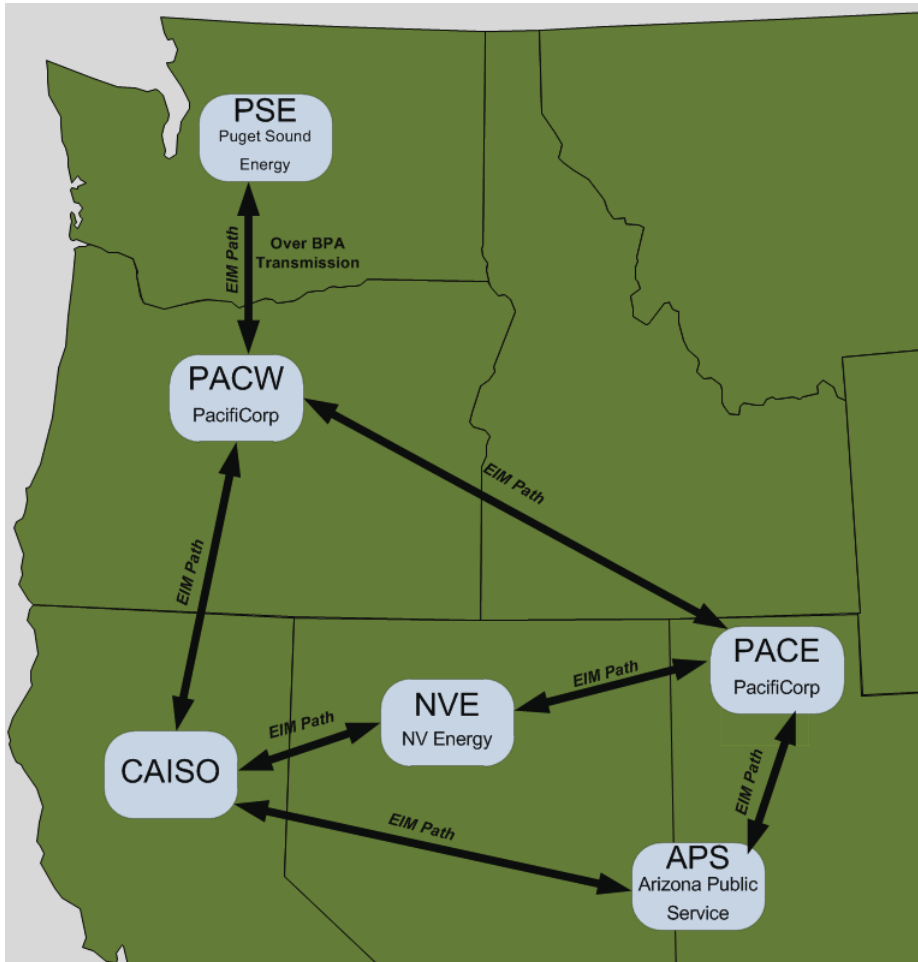 PSE
Puget Sound
Energy
EIM Path
Over BPA
Transmission
PACW
PacifiCorp
EIM Path
EIM Path
PACE
PacifiCorp
EIM Path
NVE
NV Energy
EIM Path
CAISO
EIM Path
EIM Path
APS
Arizona Public
Service